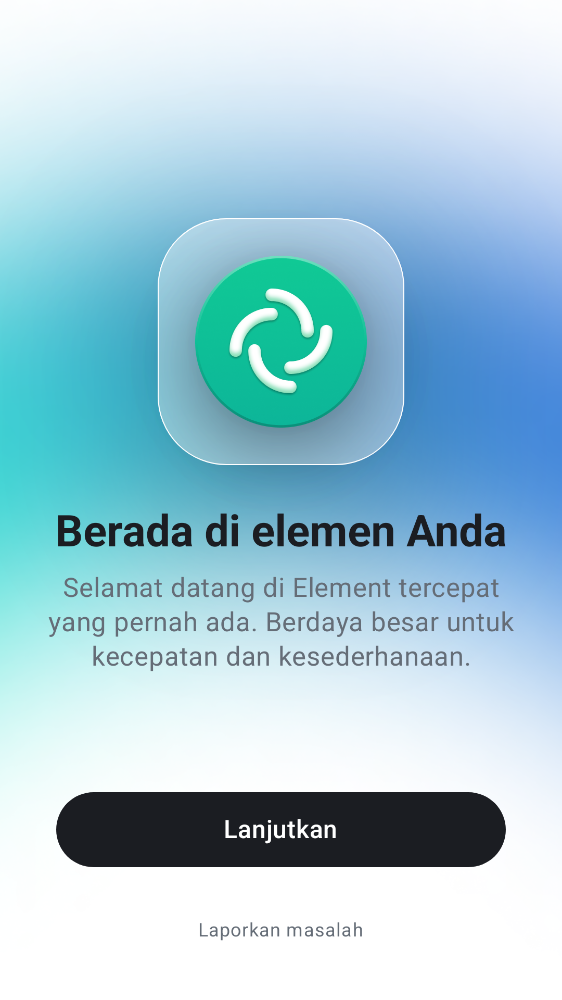 Berada di elemen Anda
Selamat datang di Element tercepat
yang pernah ada. Berdaya besar untuk
kecepatan dan kesederhanaan.
Lanjutkan
Laporkan masalah